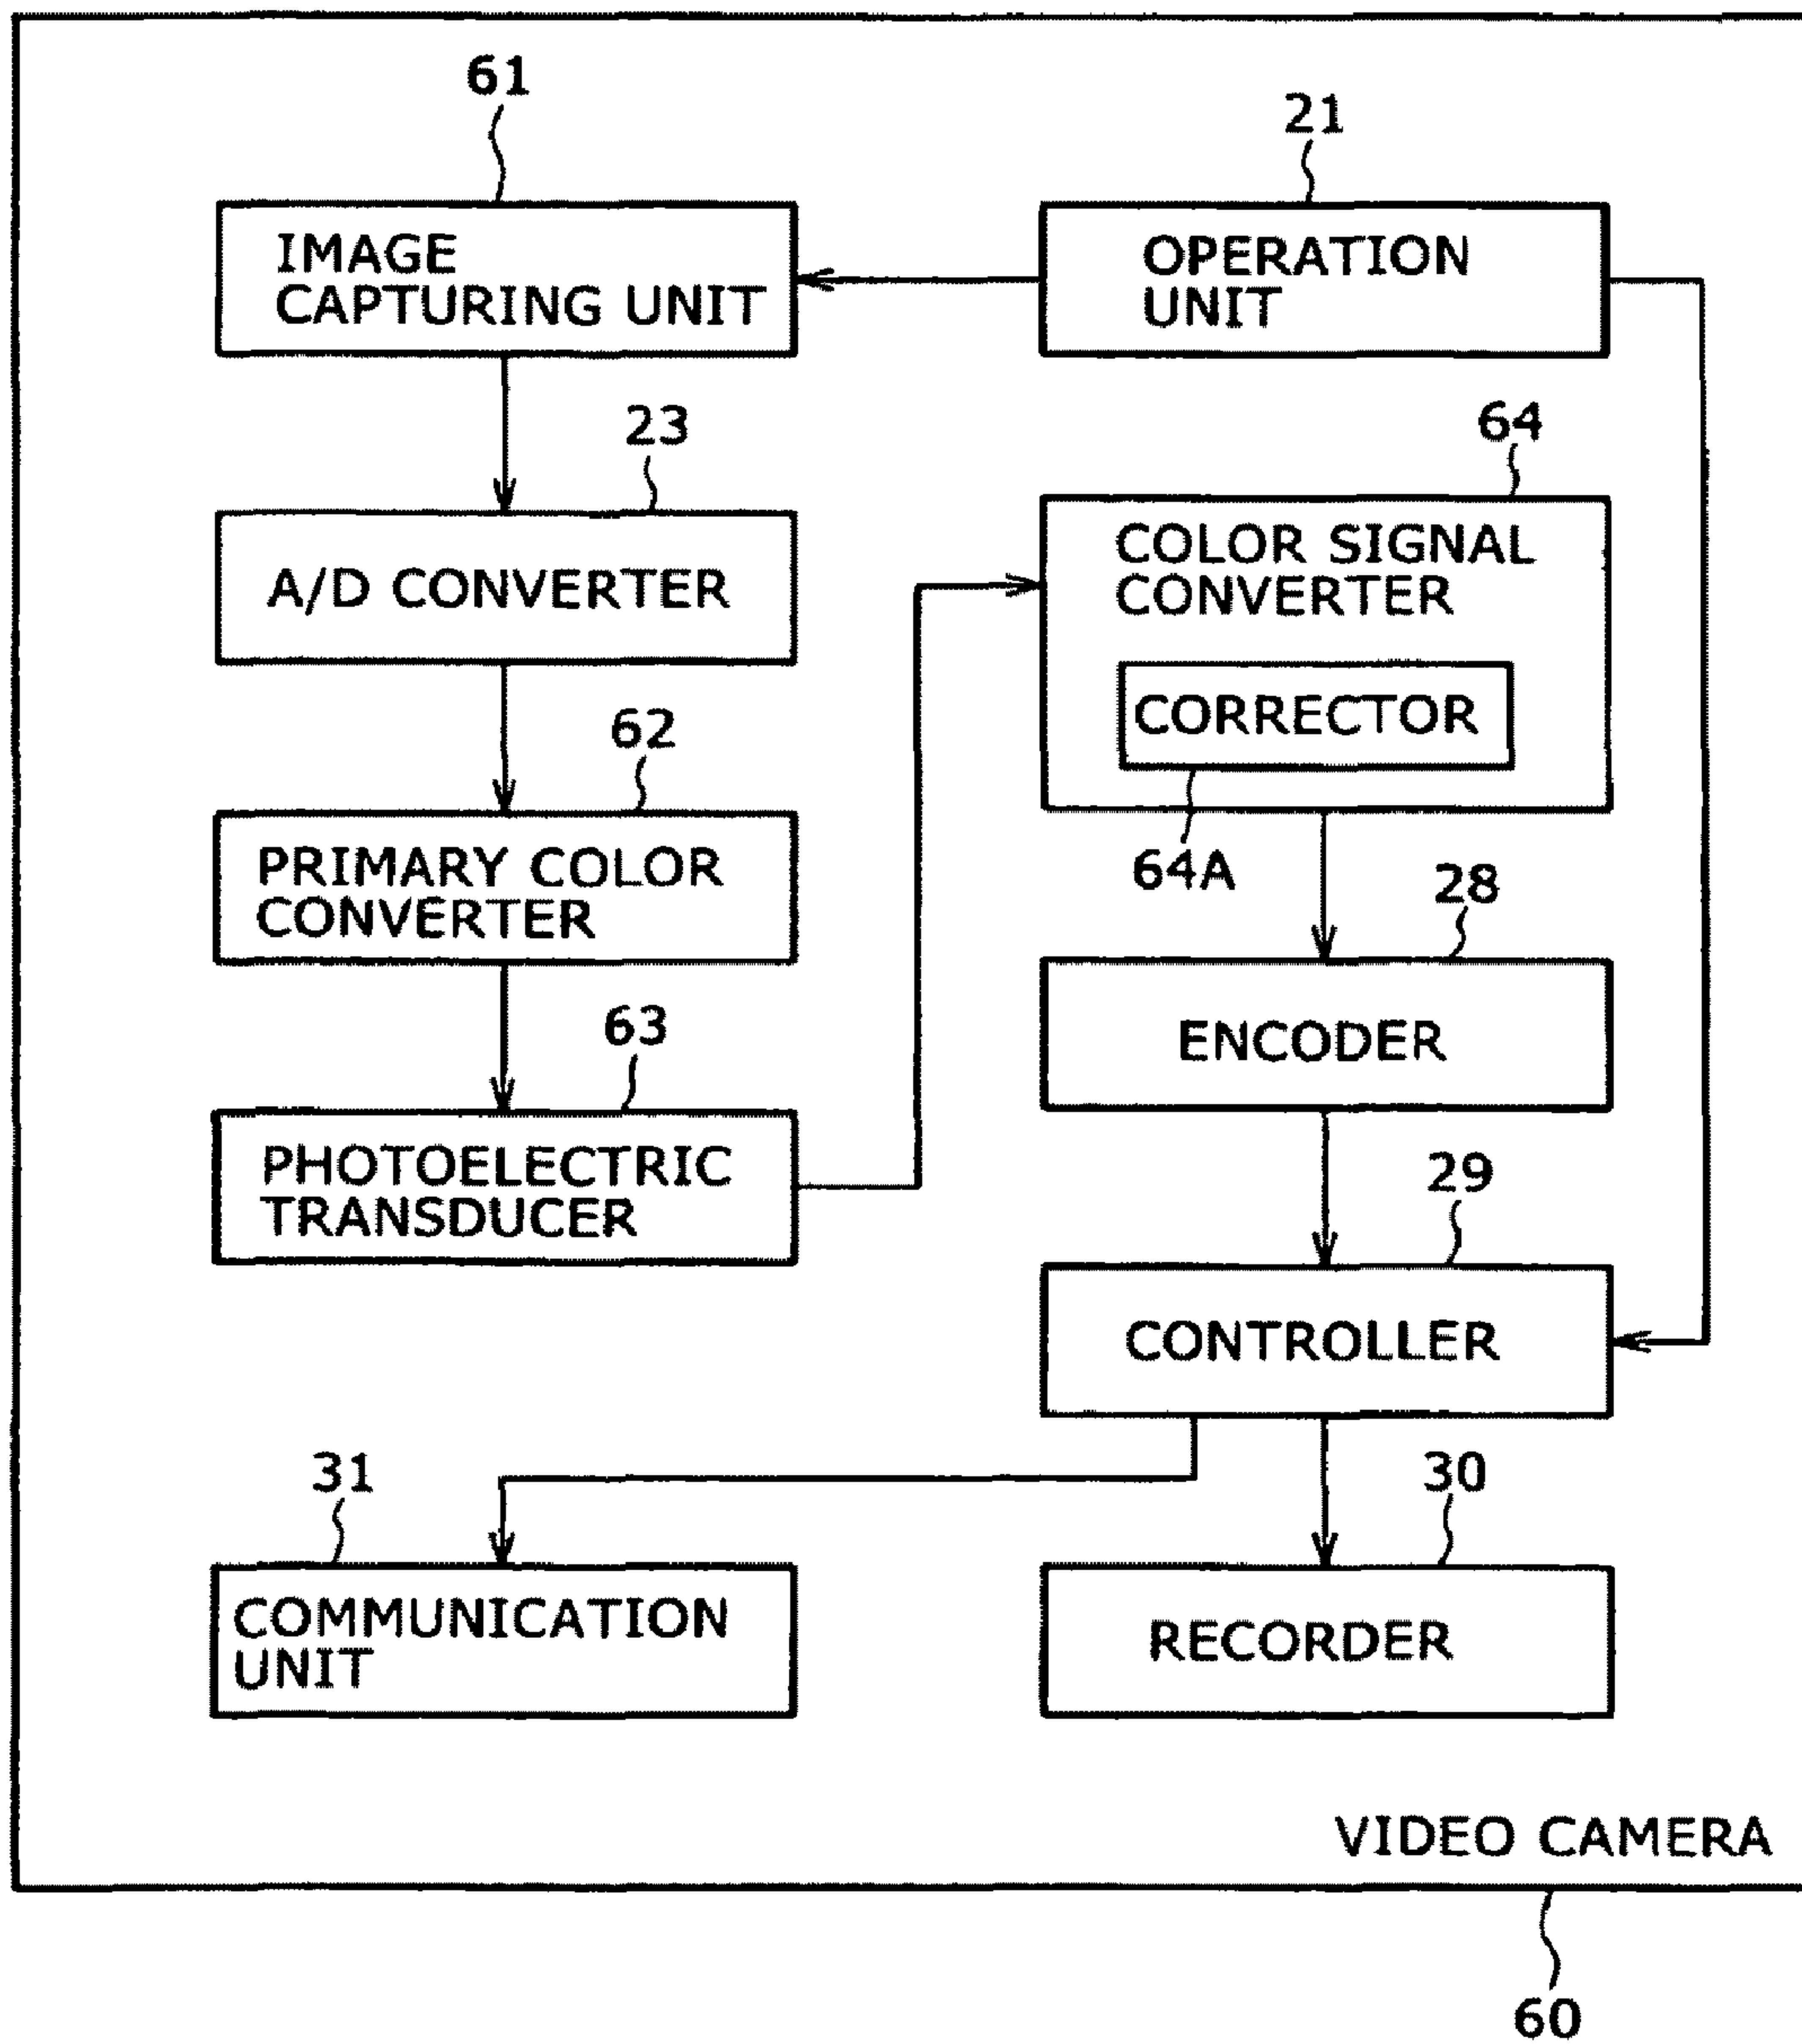 61
21
IMAGE
CAPTURING UNIT
OPERATION
UNIT
23
64
A/D CONVERTER
COLOR SIGNAL
CONVERTER
CORRECTOR
62
64A
PRIMARY COLOR
CONVERTER
28
63
ENCODER
PHOTOELECTRIC
TRANSDUCER
29
CONTROLLER
31
30
COMMUNICATION
UNIT
RECORDER
VIDEO CAMERA
60